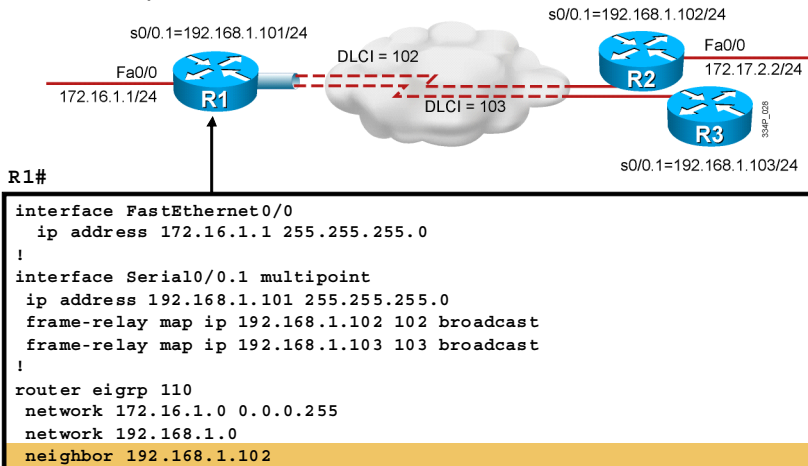 s0/0.1=192.168.1.102/24
s0/0.1=192.168.1.101/24
DLCI = 102
Fa0/0
Fa0/0
R2
172.17.2.2/24
172.16.1.1/24
R1
DLCI = 103
R3
334P_028
s0/0.1=192.168.1.103/24
R1#
interface FastEthernet0/0
ip address 172.16.1.1 255.255.255.0
!
interface Serial0/0.1 multipoint
ip address 192.168.1.101 255.255.255.0
frame-relay map ip 192.168.1.102 102 broadcast
frame-relay map ip 192.168.1.103 103 broadcast
!
router eigrp 110
network 172.16.1.0 0.0.0.255
network 192.168.1.0
neighbor 192.168.1.102